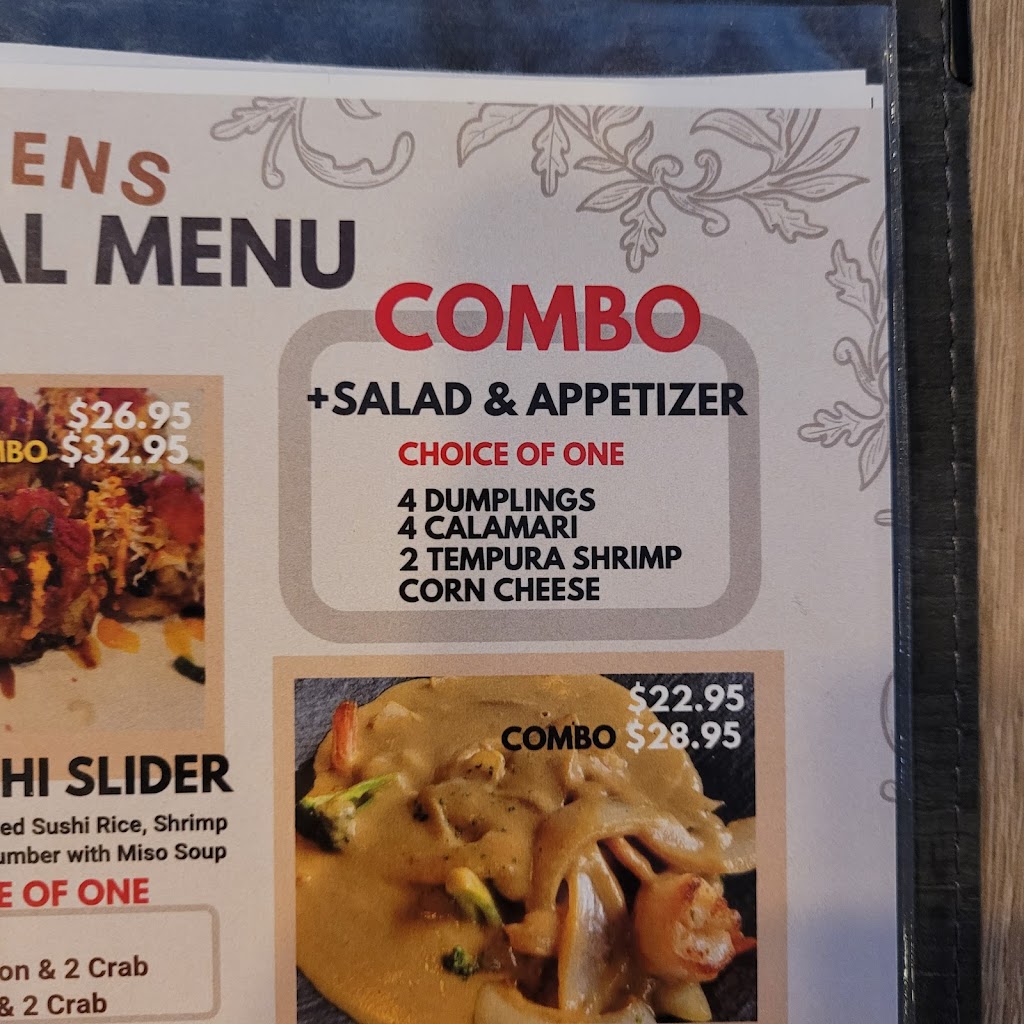 ENS
AL MENU
COMBO
+SALAD & APPETIZER
CHOICE OF ONE
4 DUMPLINGS
4 CALAMARI
2 TEMPURA SHRIMP
CORN CHEESE
$26.95
MBO $32.95
HI SLIDER
ed Sushi Rice, Shrimp
umber with Miso Soup
E OF ONE
on & 2 Crab
& 2 Crab
$22.95
COMBO $28.95